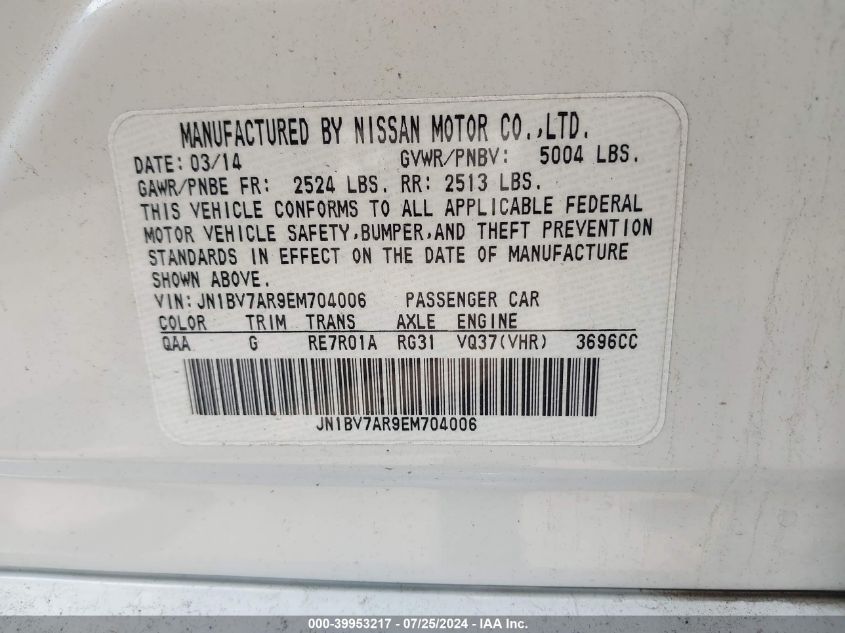 MANUFACTURED BY NISSAN MOTOR CO.,LTD.
DATE: 03/14 GVWR/PNBV: 5004 LBS.
GAWR/PNBE FR: 2524 LBS. RR: 2513 LBS.
THIS VEHICLE CONFORMS TO ALL APPLICABLE FEDERAL
MOTOR VEHICLE SAFETY,BUMPER,AND THEFT PREVENTION
STANDARDS IN EFFECT ON THE DATE OF MANUFACTURE
SHOWN ABOVE.
VIN: JN1BV7AR9EM704006 PASSENGER CAR
COLOR TRIM TRANS AXLE ENGINE
QAA G RE7R01A RG31 VQ37(VHR) 3696CC
JN1BV7AR9EM704006
000-39953217 - 07/25/2024 - IAA Inc.